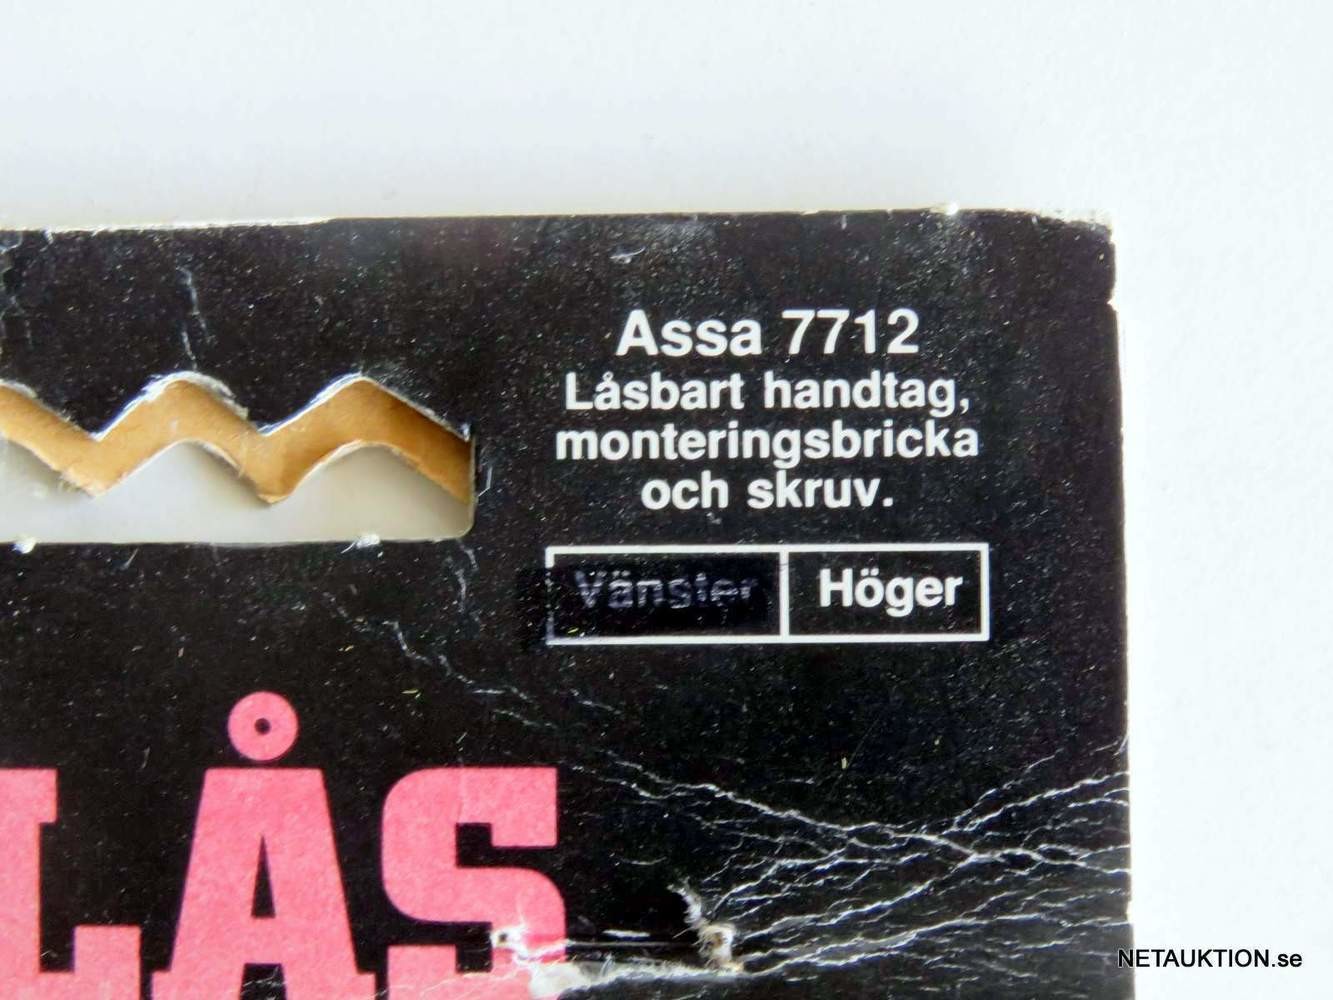 Assa 7712
Låsbart handtag,
monteringsbricka
och skruv.
Vänster Höger
LÅS
NETAUKTION.se